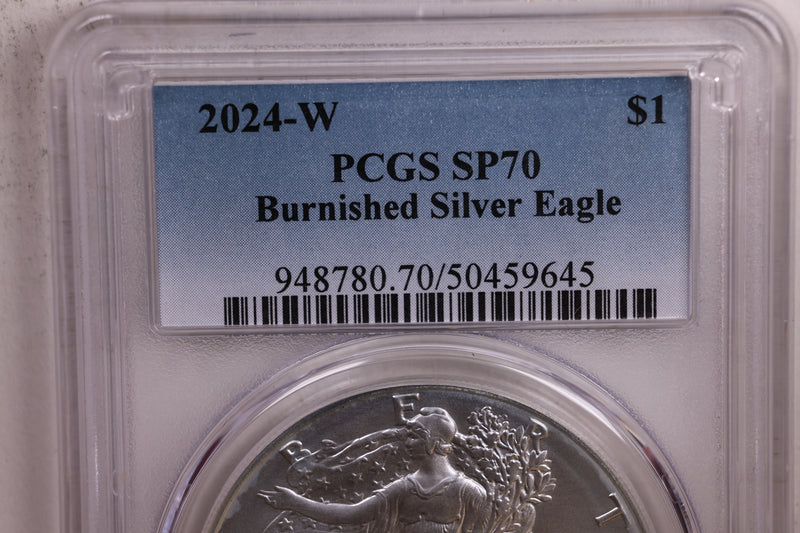 2024-W $1
PCGS SP70
Burnished Silver Eagle
948780.70/50459645
B E R T